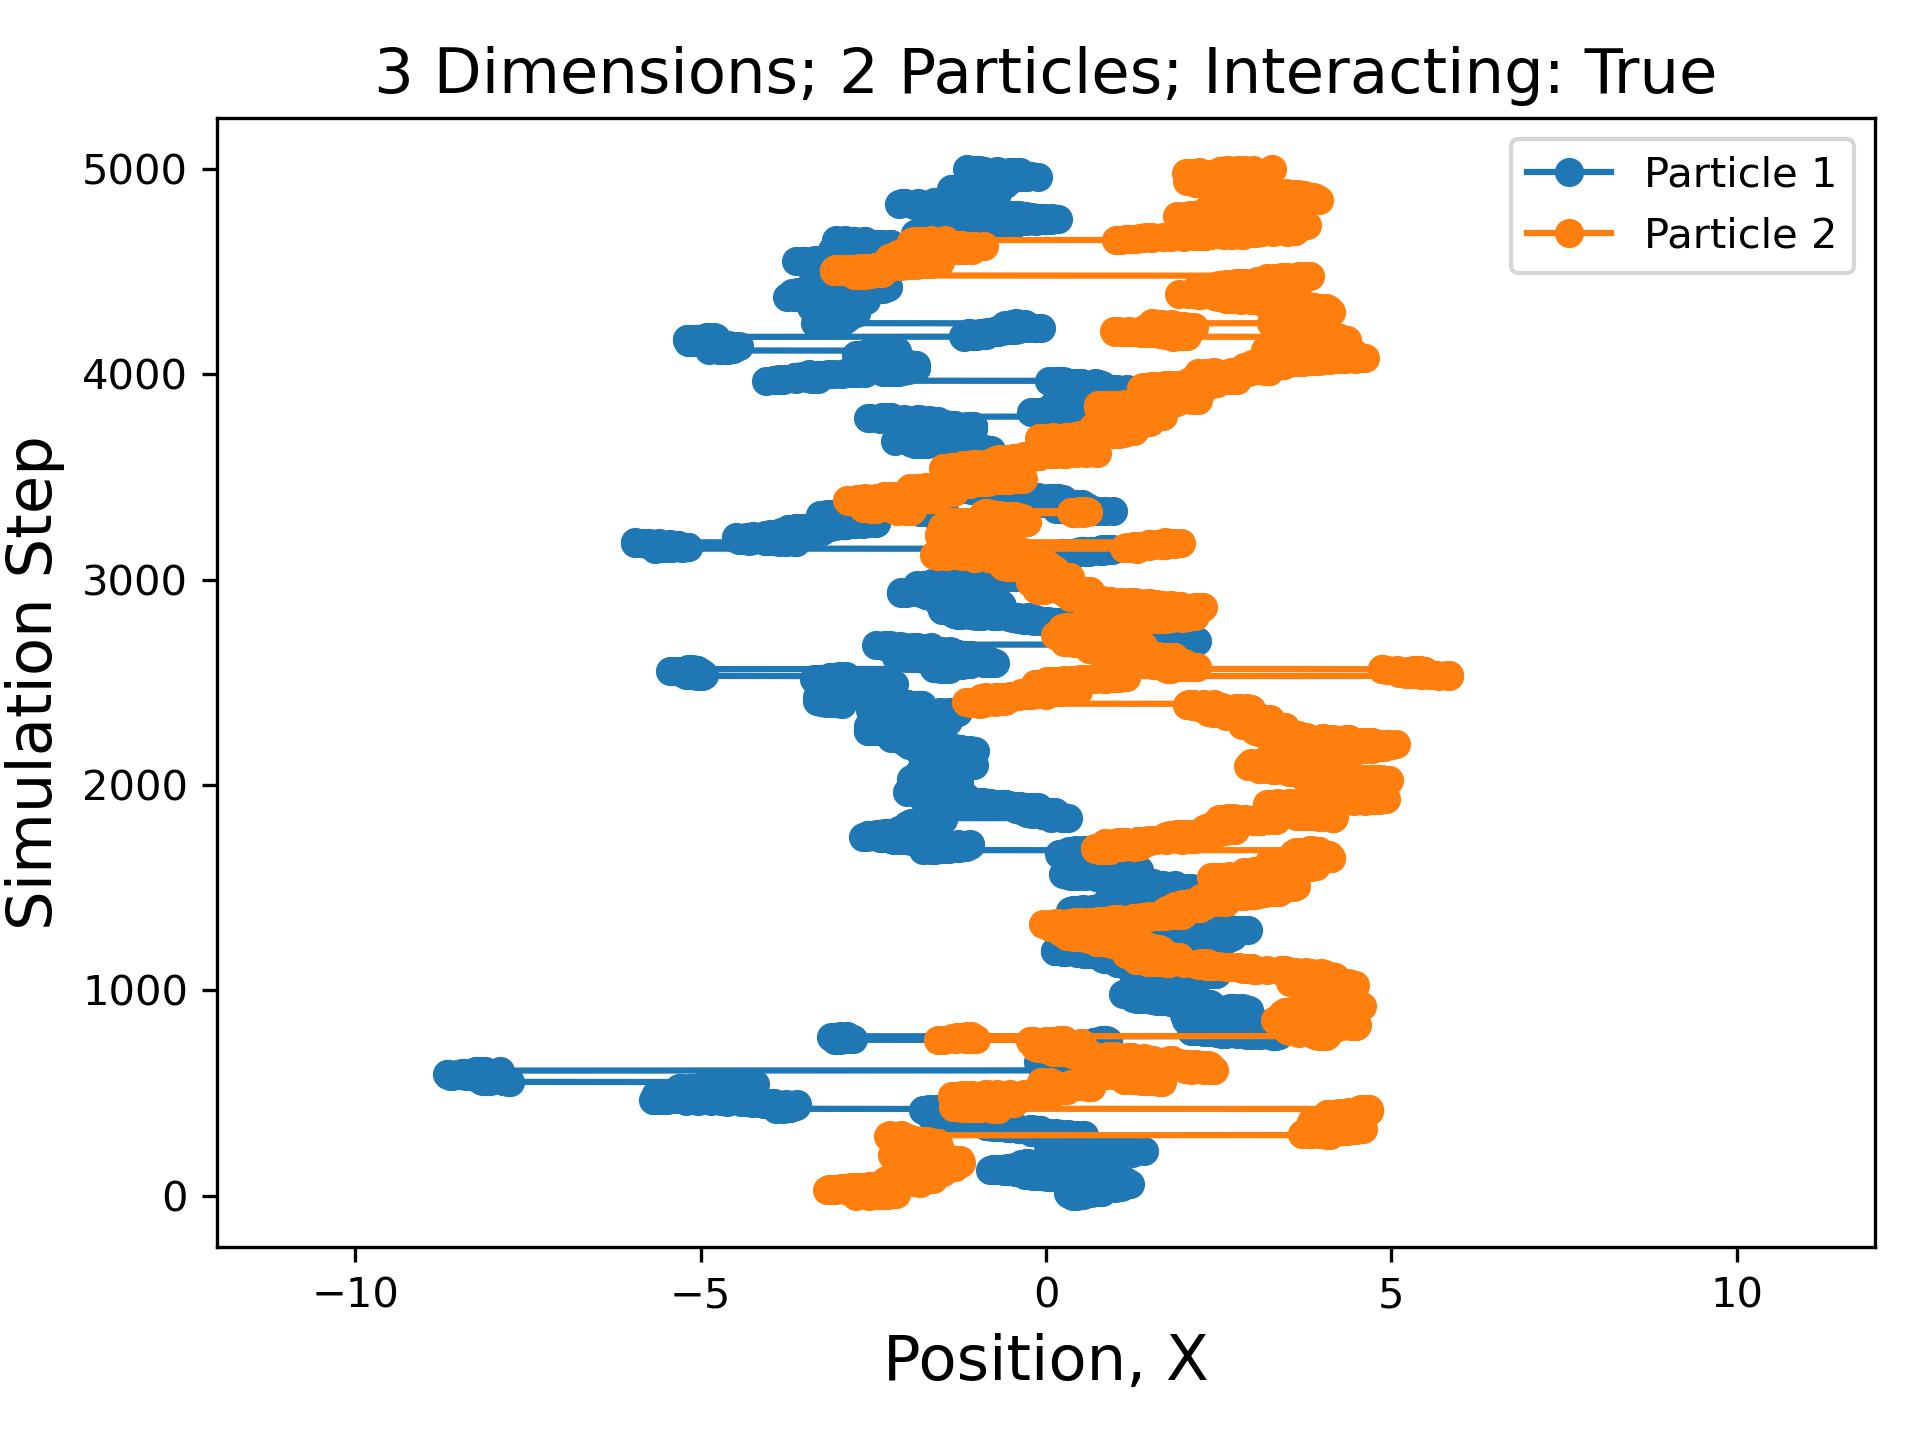 3 Dimensions; 2 Particles; Interacting: True
Particle 1
Particle 2
Simulation Step
5000
4000
3000
2000
1000
0
−10
−5
0
5
10
Position, X